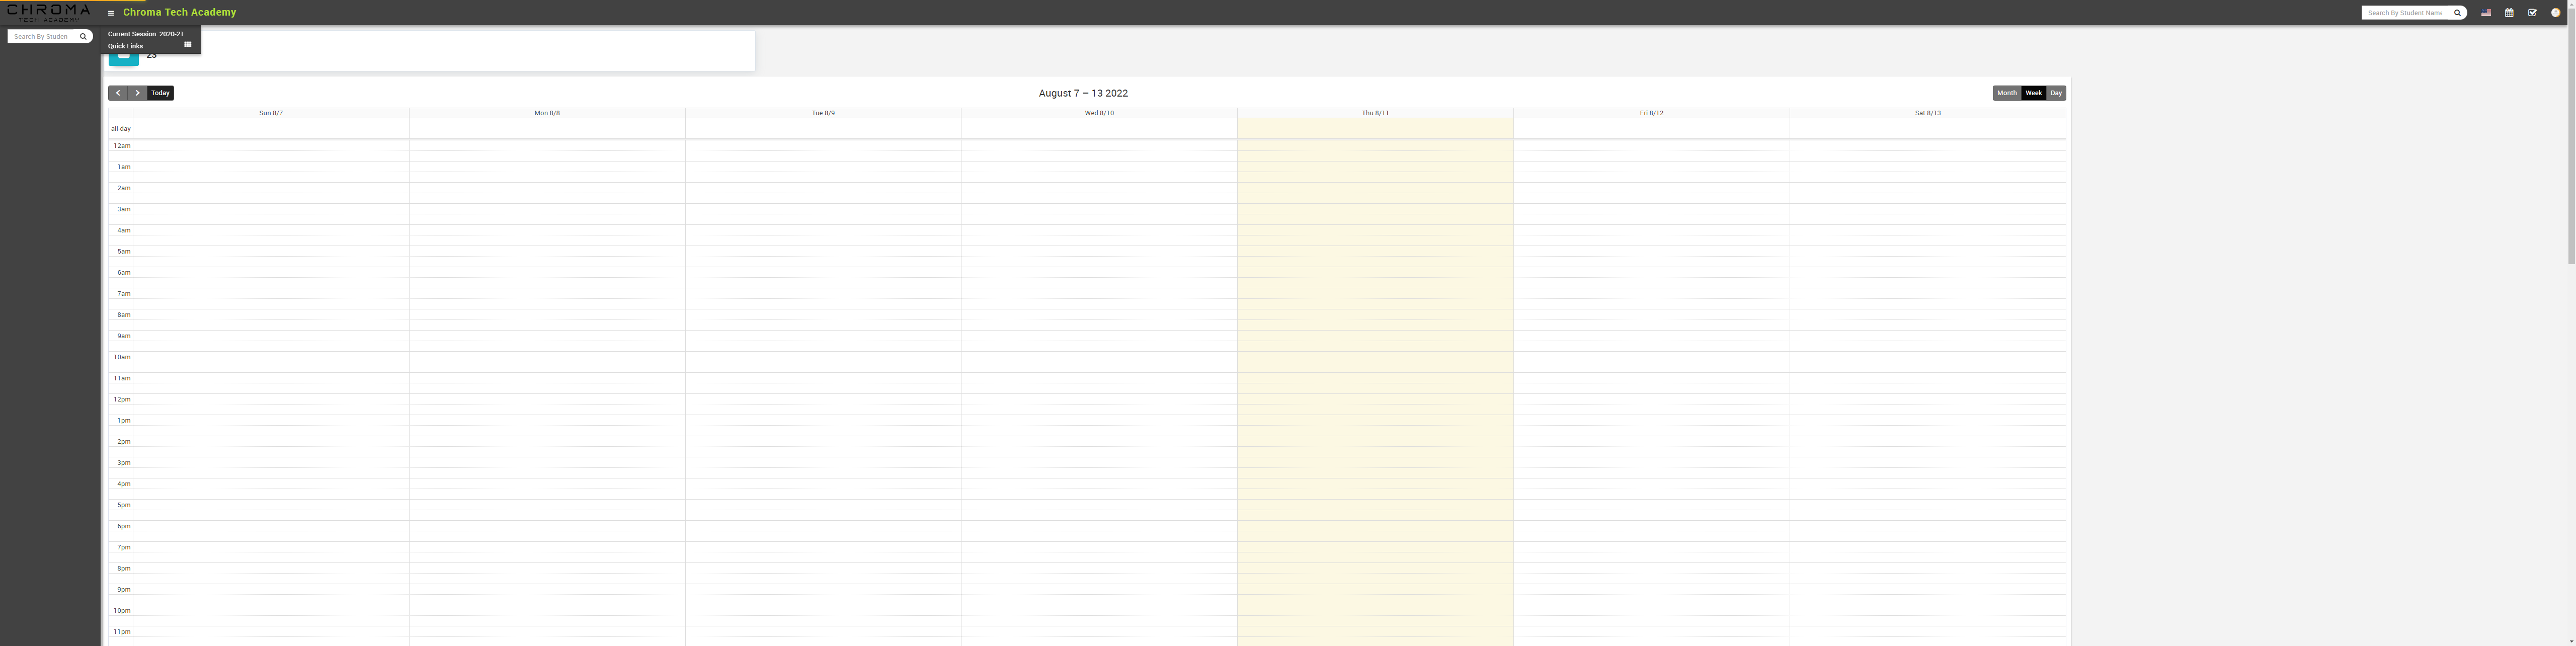 CHROMA
TECH ACADEMY
Chroma Tech Academy
Search By Student Name
Search By Studen
Current Session: 2020-21
Quick Links
23
Today
August 7 – 13 2022
Month Week Day
Sun 8/7 Mon 8/8 Tue 8/9 Wed 8/10 Thu 8/11 Fri 8/12 Sat 8/13
all-day
12am
1am
2am
3am
4am
5am
6am
7am
8am
9am
10am
11am
12pm
1pm
2pm
3pm
4pm
5pm
6pm
7pm
8pm
9pm
10pm
11pm